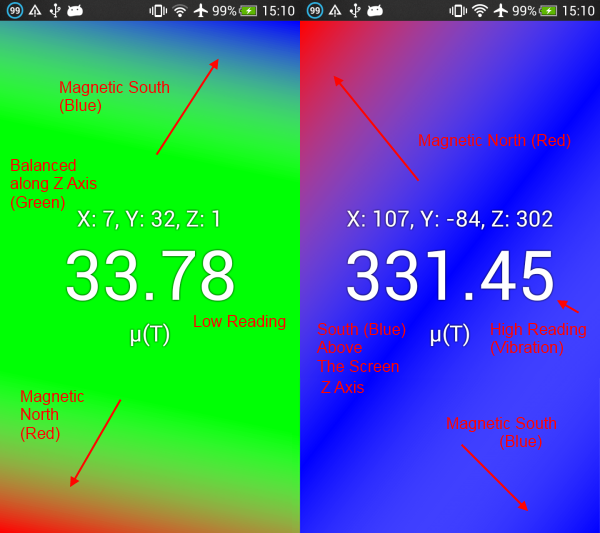 99 99% 15:10
Magnetic South
(Blue)
Balanced
along Z Axis
(Green)
X: 7, Y: 32, Z: 1
33.78
µ(T)
Low Reading
Magnetic
North
(Red)
99 99% 15:10
Magnetic North (Red)
X: 107, Y: -84, Z: 302
331.45
µ(T)
South (Blue)
Above
The Screen
Z Axis
High Reading
(Vibration)
Magnetic South
(Blue)